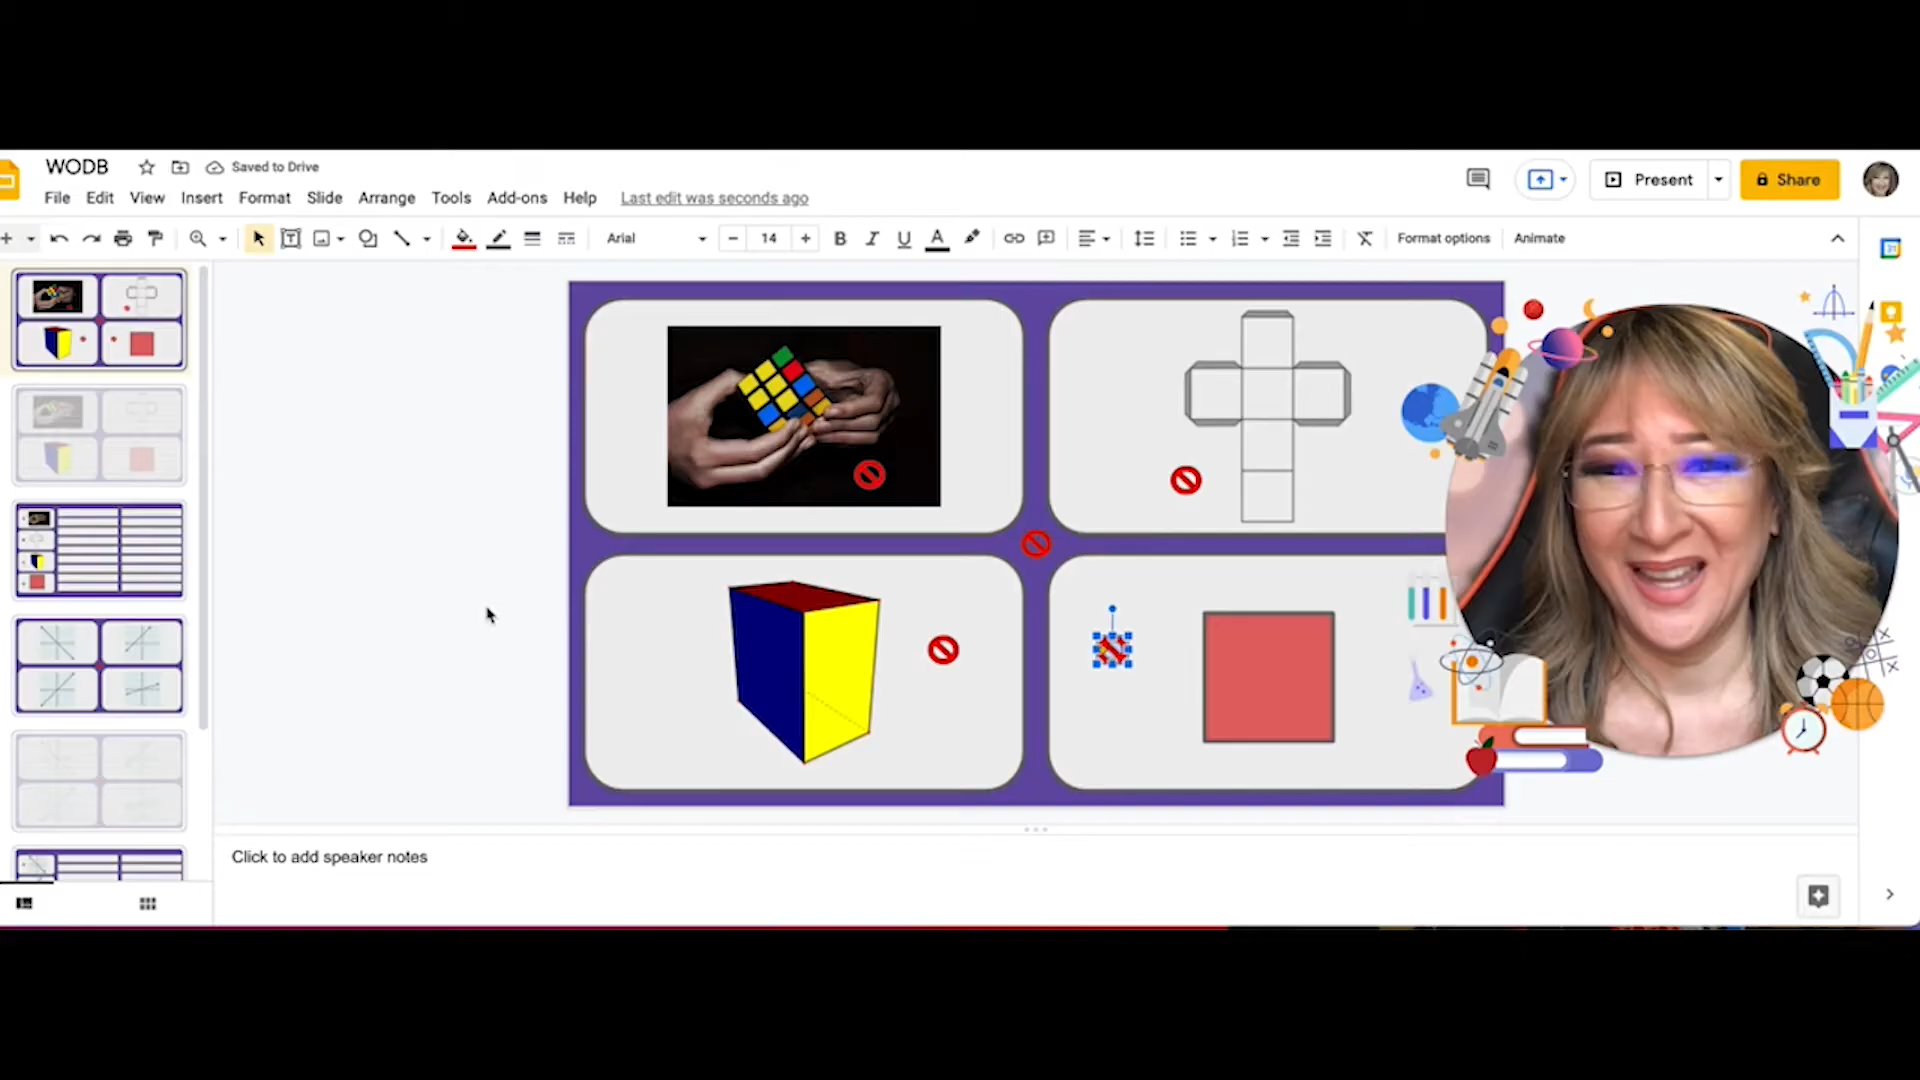 WODB
Saved to Drive
File Edit View Insert Format Slide Arrange Tools Add-ons Help Last edit was seconds ago
Present
Share
Arial
14
B I U A
Format options
Animate
Click to add speaker notes